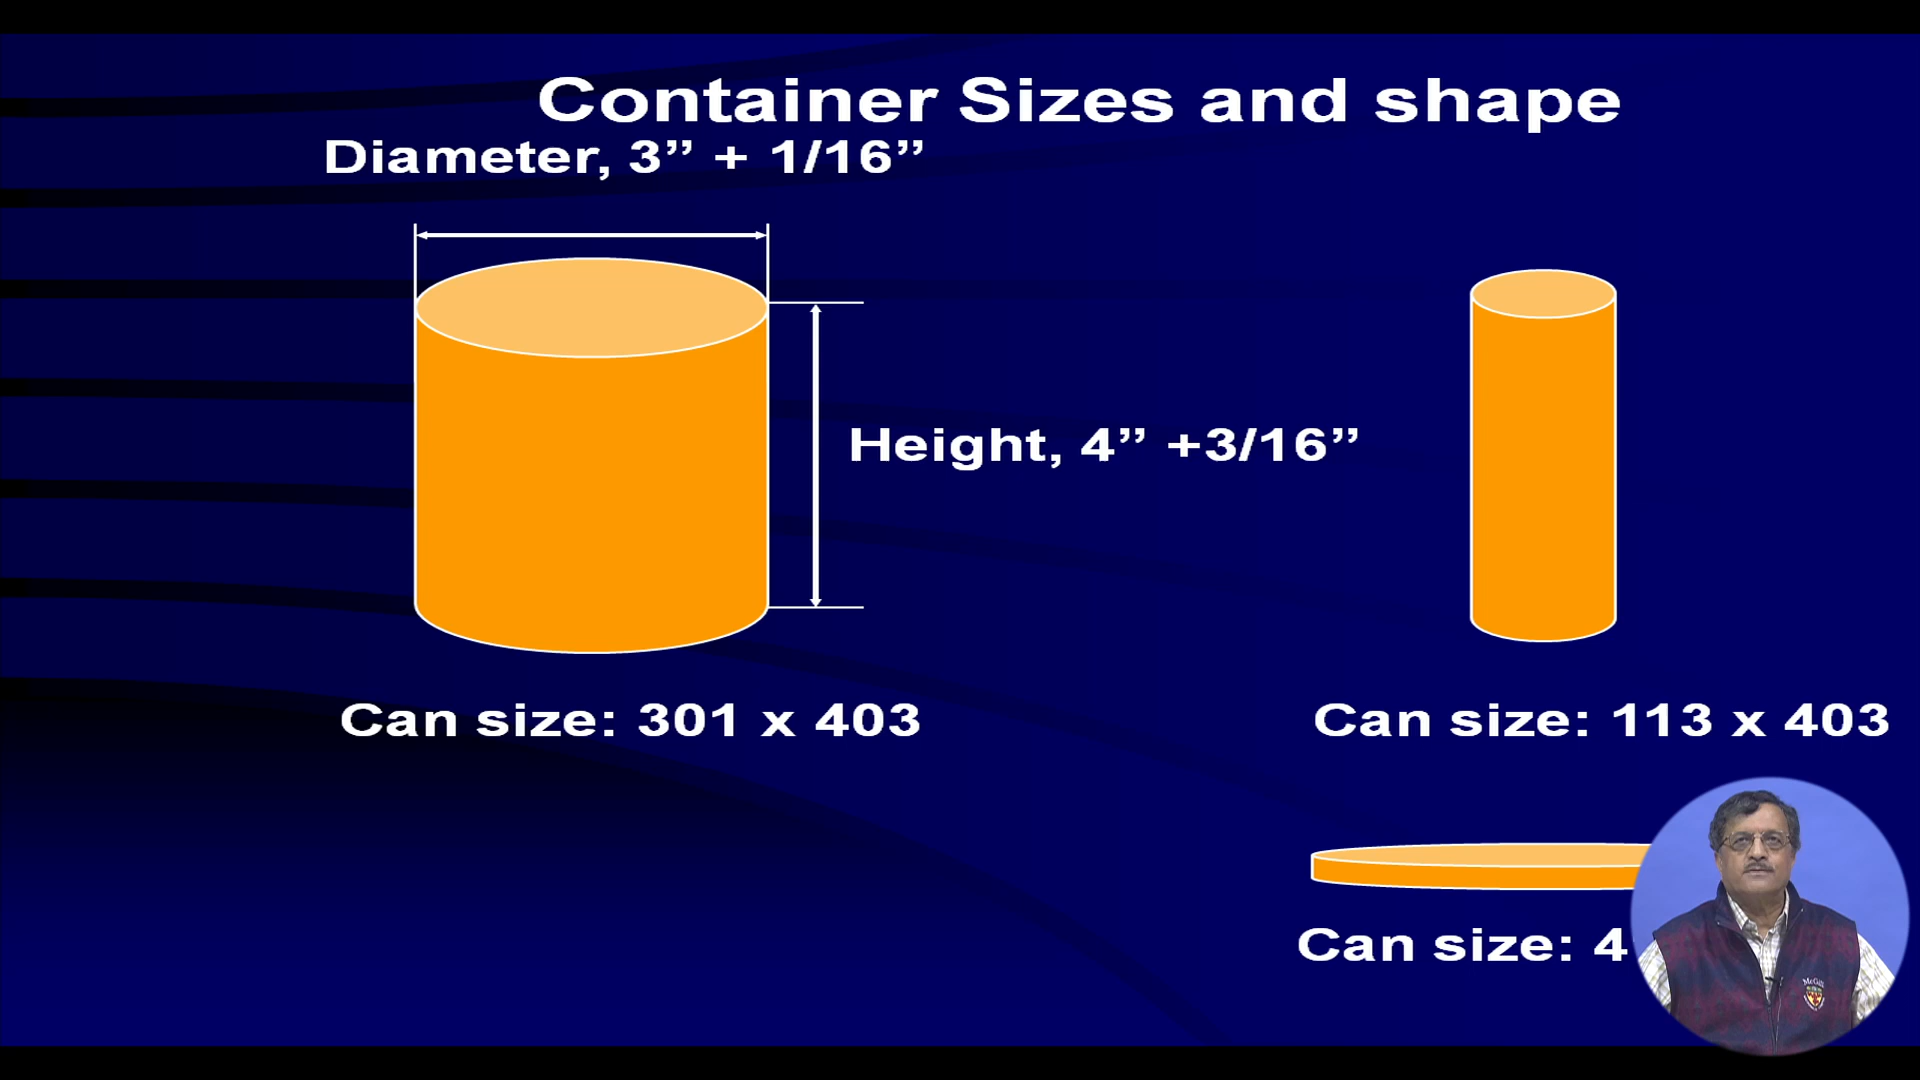 Container Sizes and shape
Diameter, 3” + 1/16”
Height, 4” +3/16”
Can size: 301 x 403
Can size: 113 x 403
Can size: 4
McGill